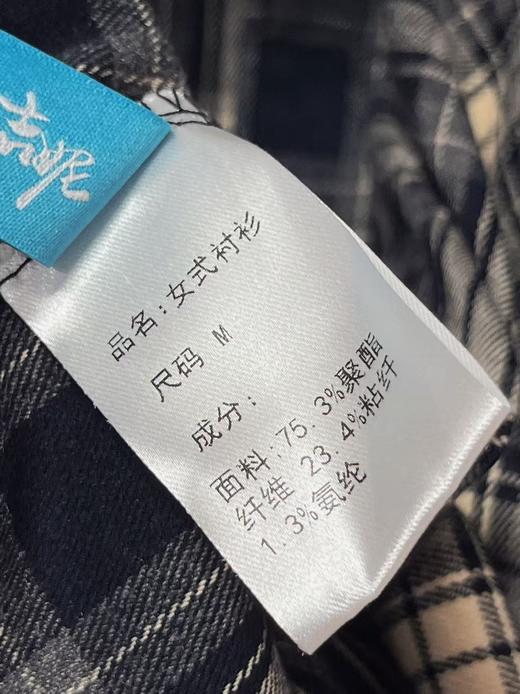 品名:女式衬衫
尺码 M
成分:
面料:75.3%聚酯
纤维 23.4%粘纤
1.3%氨纶